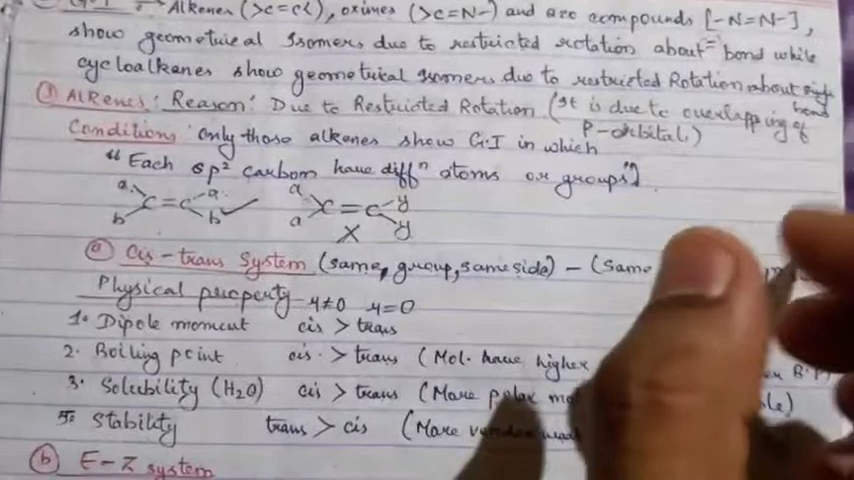 Alkenes (>C=C<), oximes (>C=N-) and azo compounds [-N=N-],
show geometrical Isomers due to restricted rotation about = bond while
cycloalkanes show geometrical isomers due to restricted Rotation about single bond
① Alkenes: Reason: Due to Restricted Rotation (It is due to overlapping of P-orbital.)
Conditions: only those alkenes show G.I in which
"Each sp² carbon have diffⁿ atoms or groups"
a a a y
C=C C=C
b b a y
X
ⓐ Cis-trans System (same, group, same side) - (Same
Physical property μ≠0 μ=0
1. Dipole moment cis > trans
2. Boiling point cis > trans (Mol. have higher B.P)
3. Solubility (H2O) cis > trans (More polar
5. Stability trans > cis (More
ⓑ E-Z system